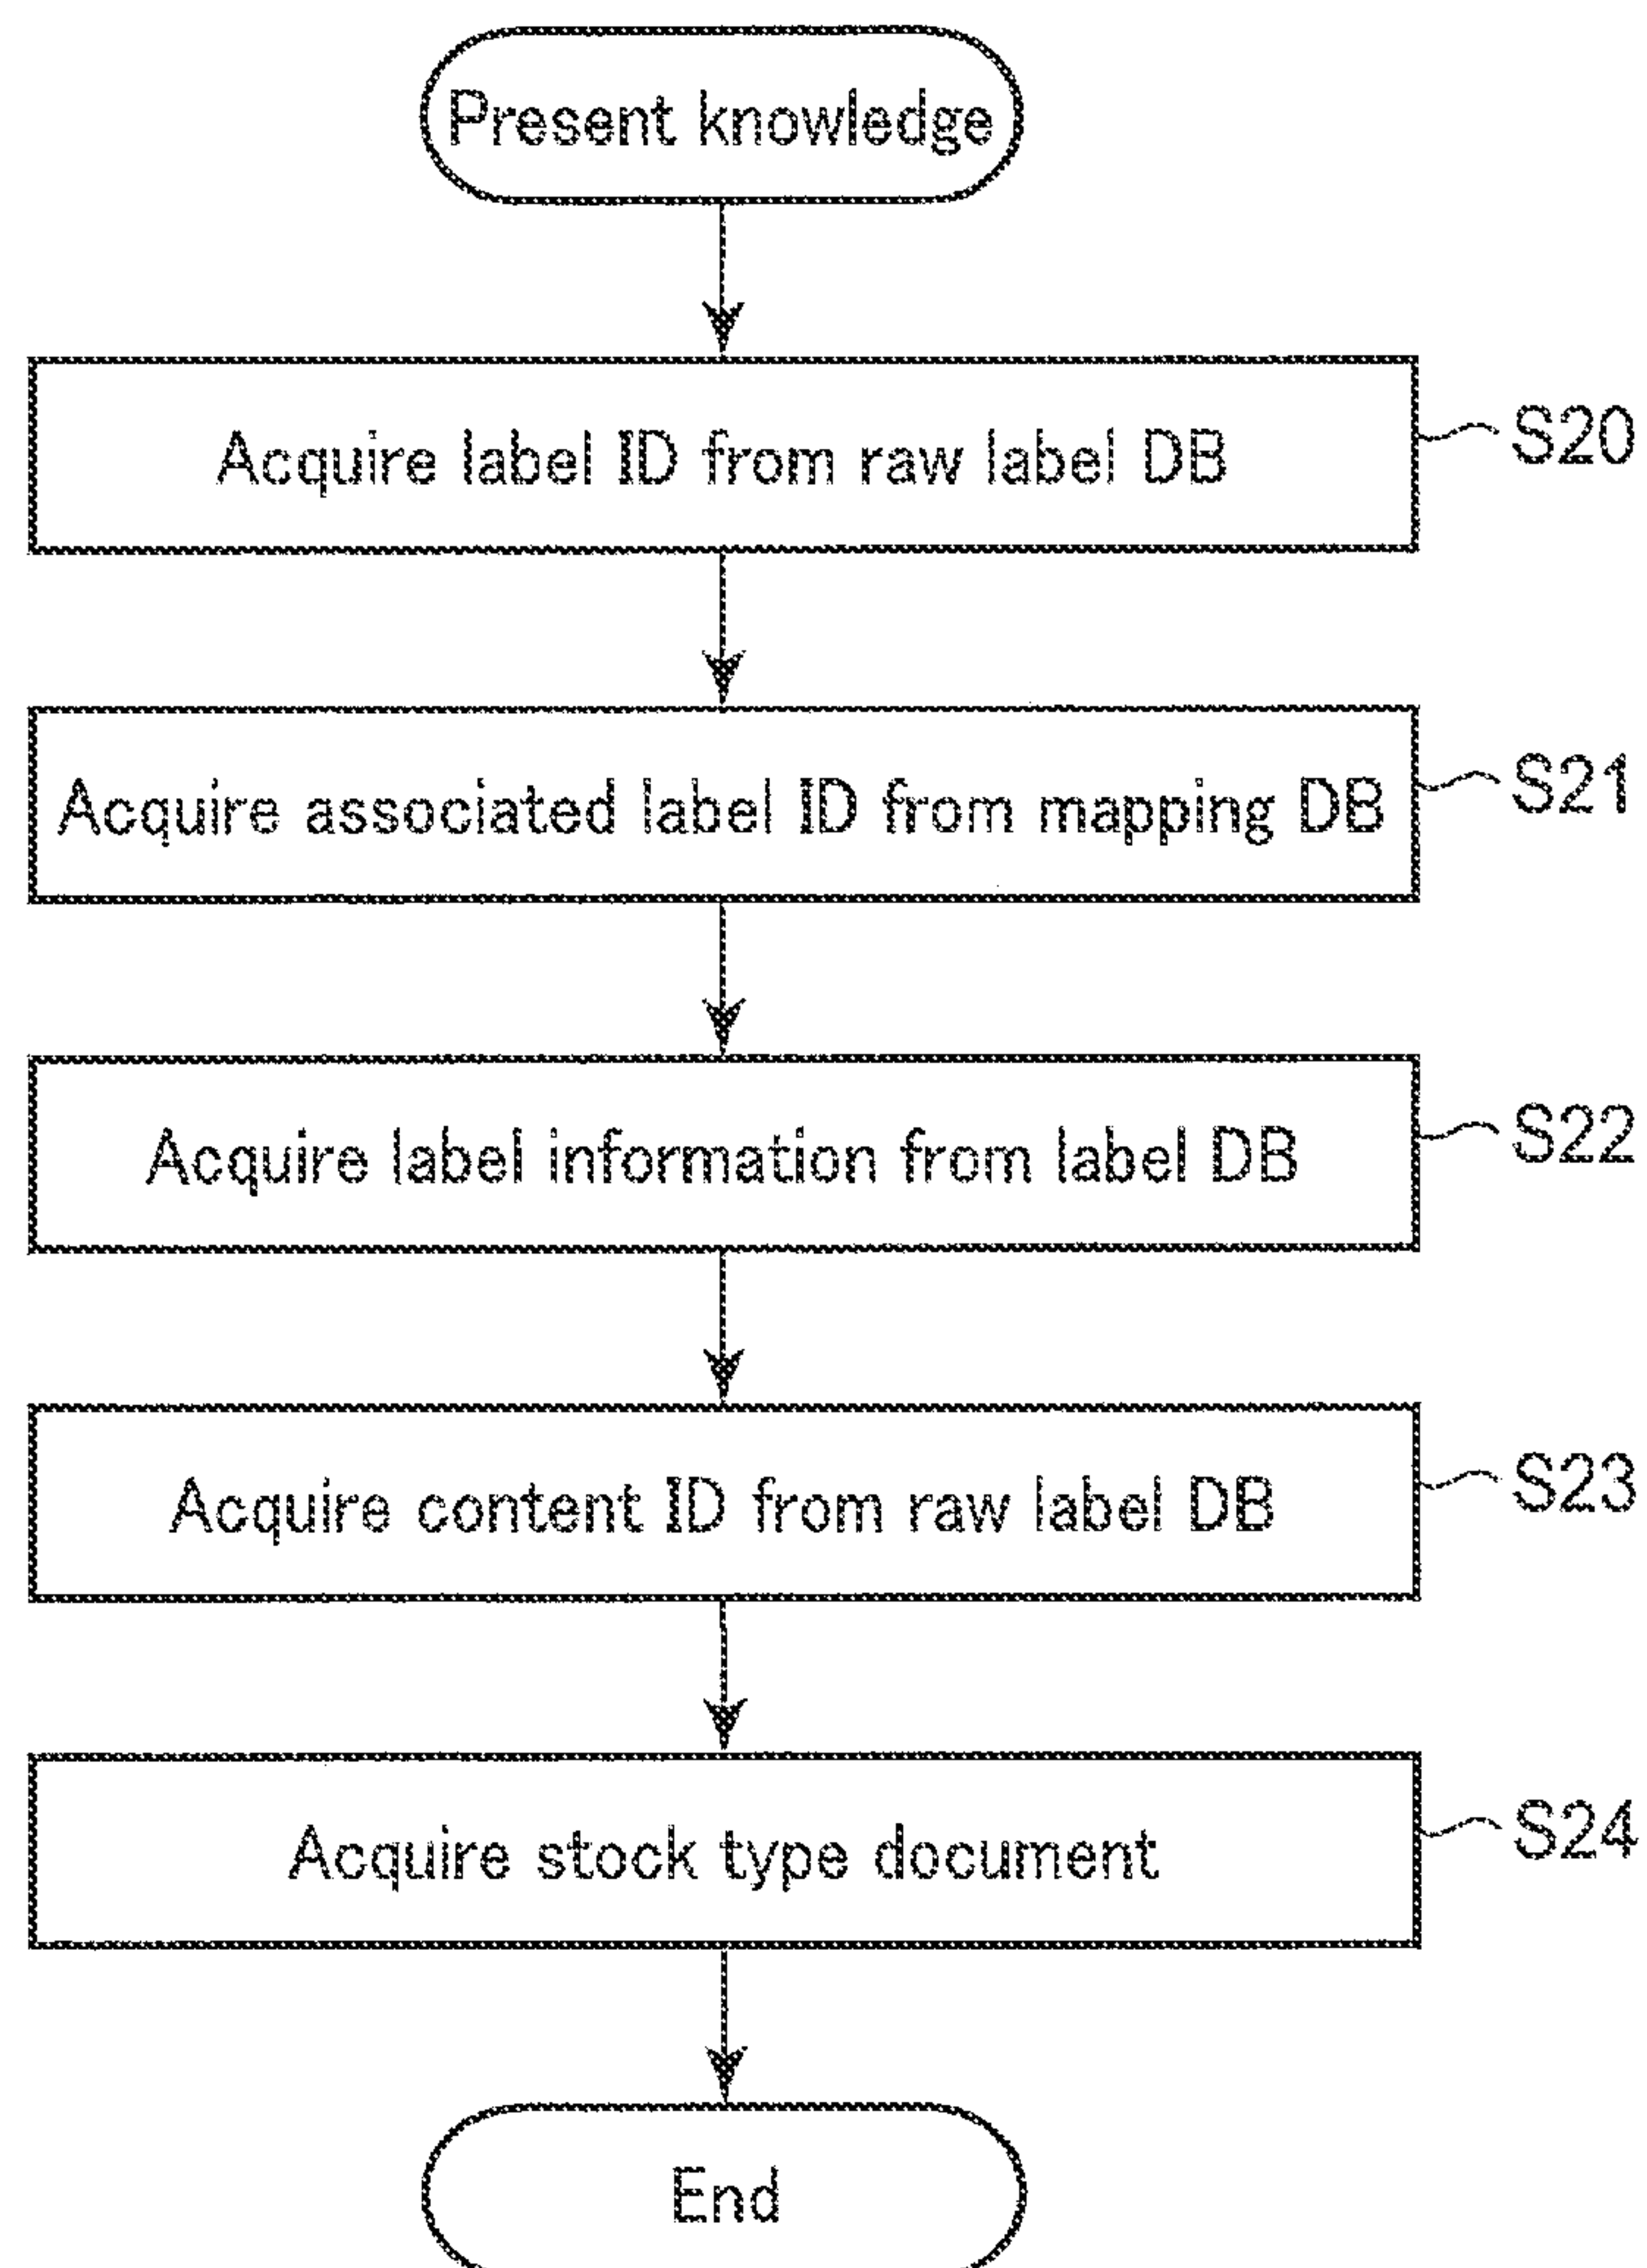 Present knowledge
Acquire label ID from raw label DB
S20
Acquire associated label ID from mapping DB
S21
Acquire label information from label DB
S22
Acquire content ID from raw label DB
S23
Acquire stock type document
S24
End